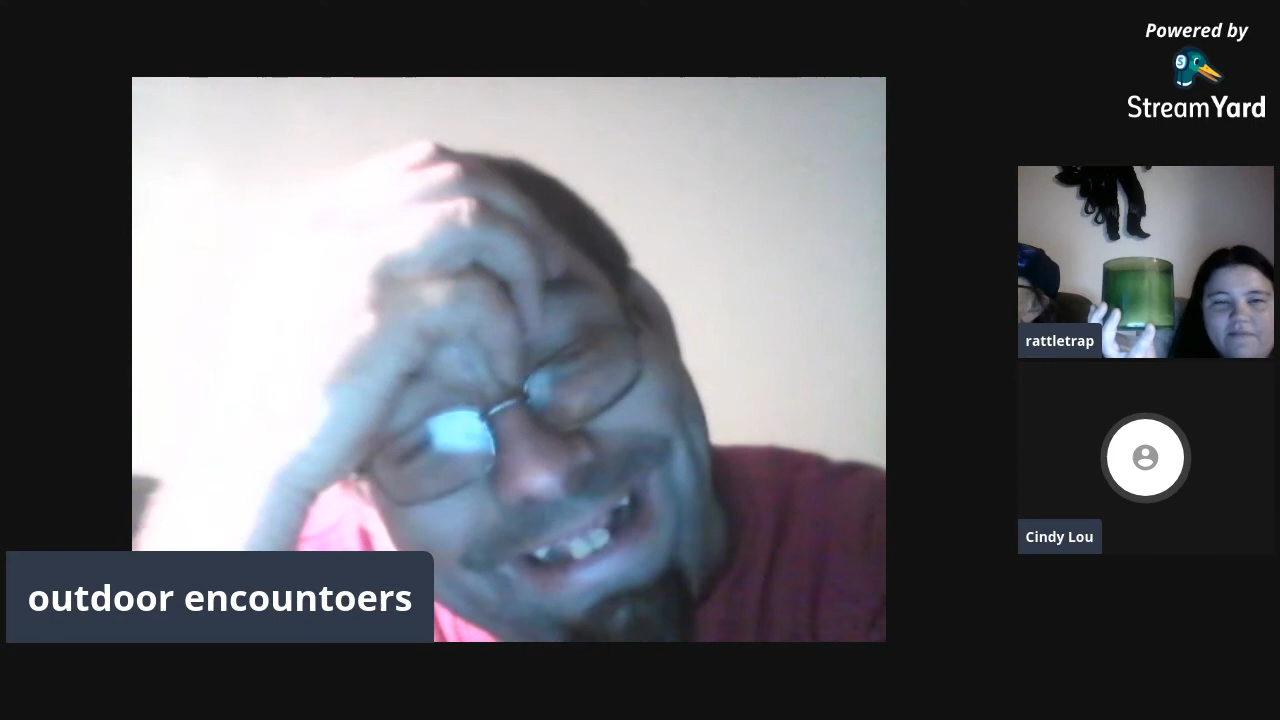 Powered by
StreamYard
rattletrap
Cindy Lou
outdoor encountoers